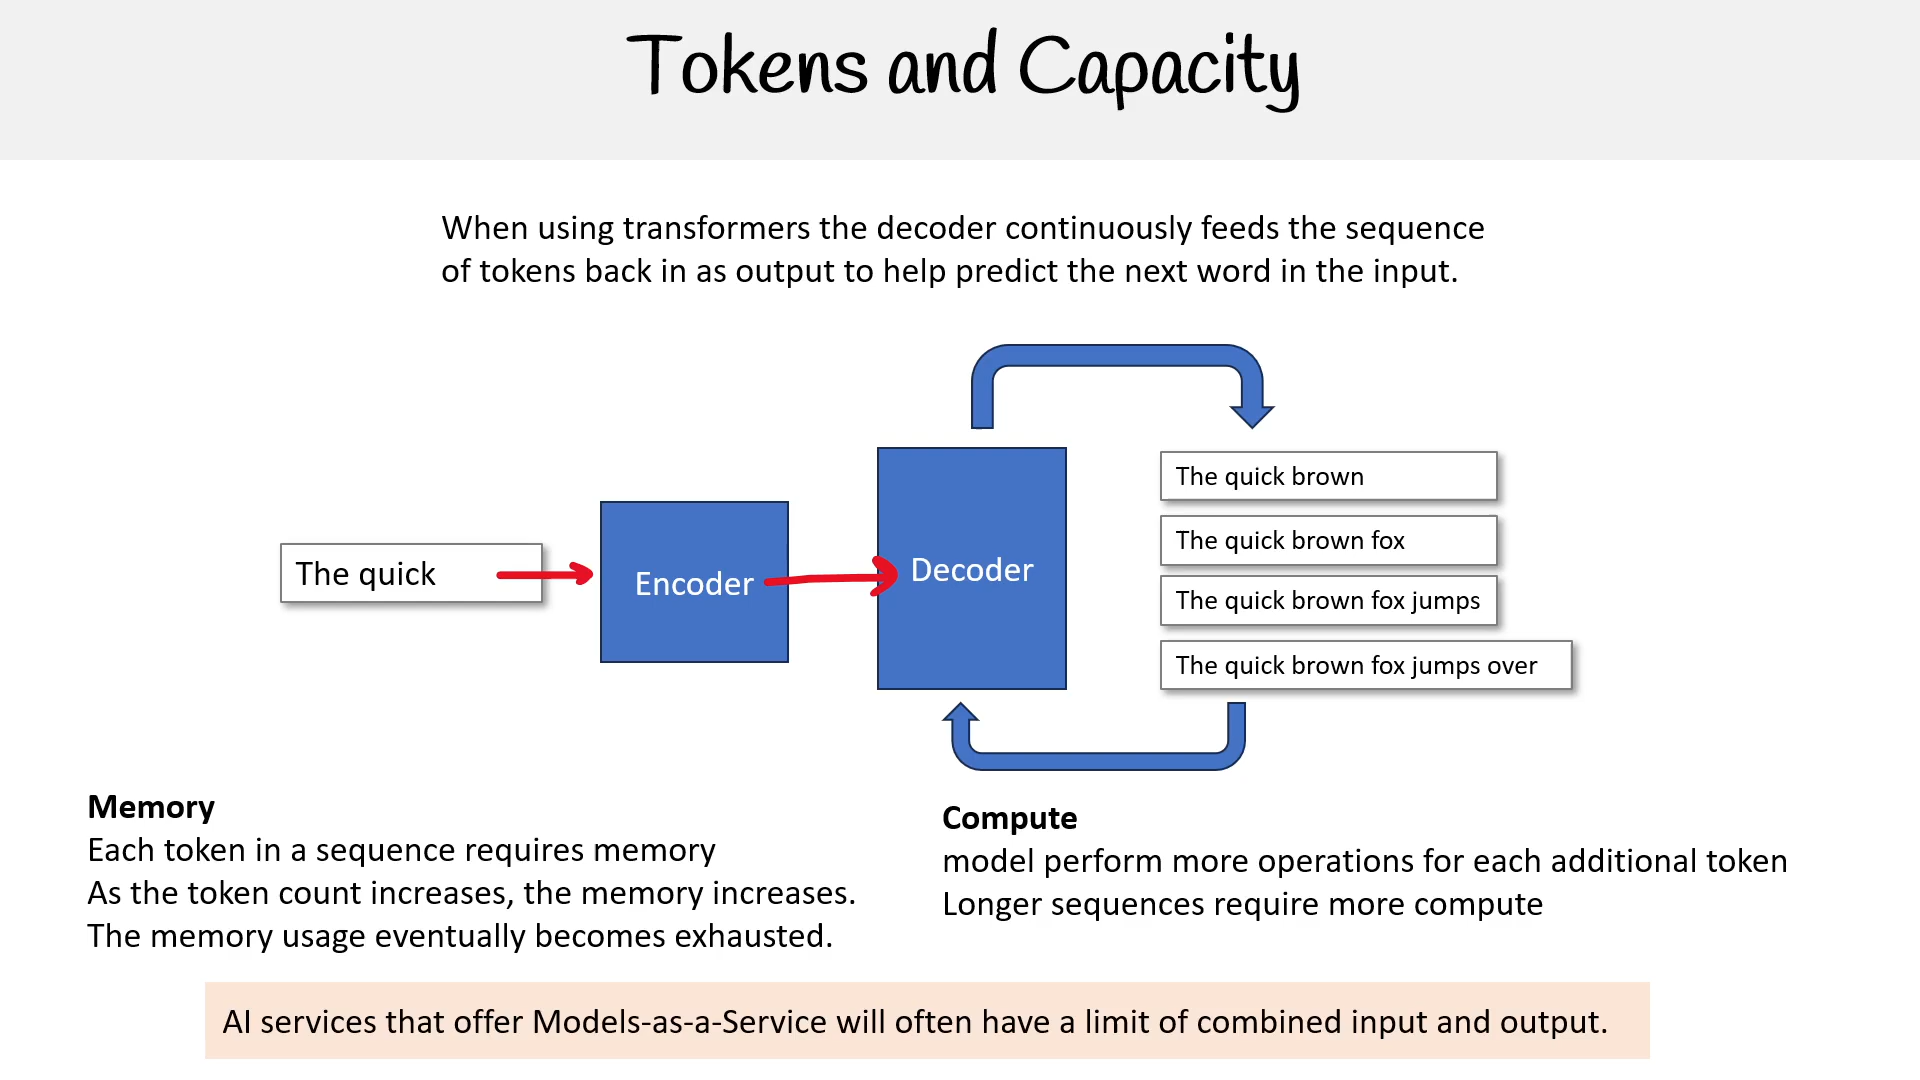 Tokens and Capacity
When using transformers the decoder continuously feeds the sequence
of tokens back in as output to help predict the next word in the input.
The quick
Encoder
Decoder
The quick brown
The quick brown fox
The quick brown fox jumps
The quick brown fox jumps over
Memory
Each token in a sequence requires memory
As the token count increases, the memory increases.
The memory usage eventually becomes exhausted.
Compute
model perform more operations for each additional token
Longer sequences require more compute
AI services that offer Models-as-a-Service will often have a limit of combined input and output.